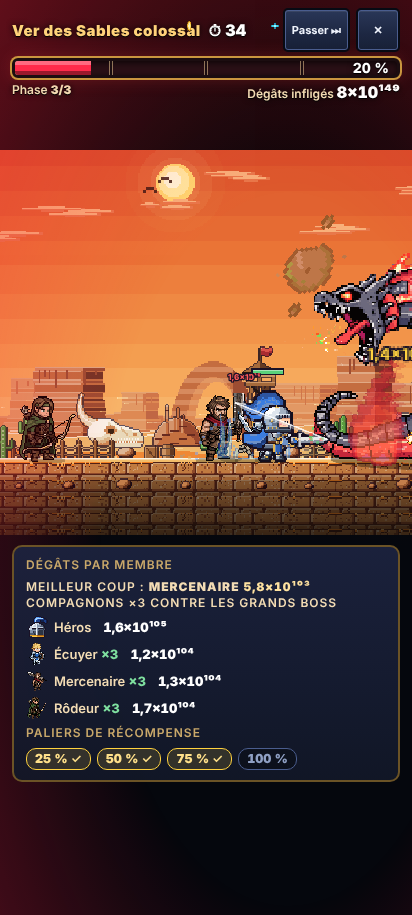 Ver des Sables colossal ⏱ 34
Passer ⏭
✕
20 %
Phase 3/3
Dégâts infligés 8×10¹⁴⁹
DÉGÂTS PAR MEMBRE
MEILLEUR COUP : MERCENAIRE 5,8×10¹⁰³
COMPAGNONS ×3 CONTRE LES GRANDS BOSS
Héros 1,6×10¹⁰⁵
Écuyer ×3 1,2×10¹⁰⁴
Mercenaire ×3 1,3×10¹⁰⁴
Rôdeur ×3 1,7×10¹⁰⁴
PALIERS DE RÉCOMPENSE
25 % ✓ 50 % ✓ 75 % ✓ 100 %